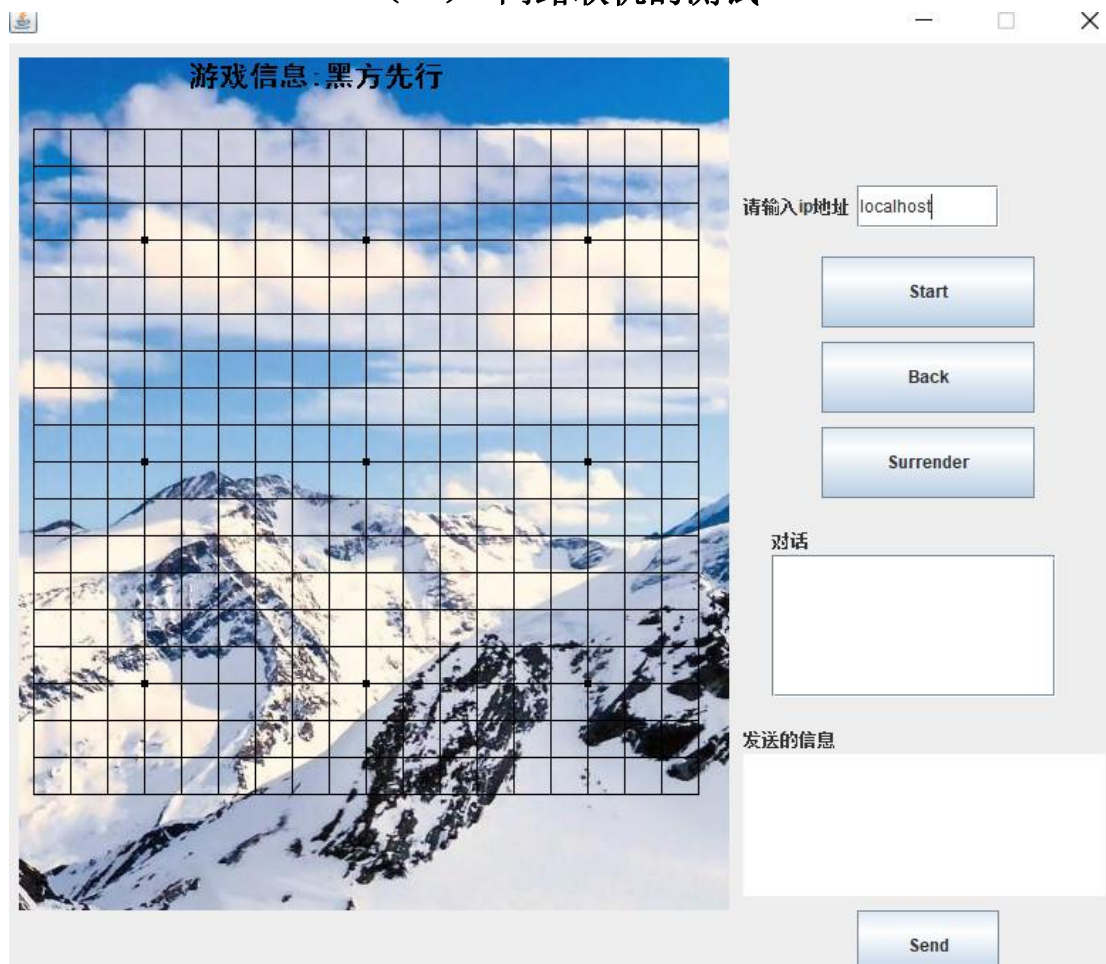 游戏信息:黑方先行
请输入ip地址 localhost
Start
Back
Surrender
对话
发送的信息
Send